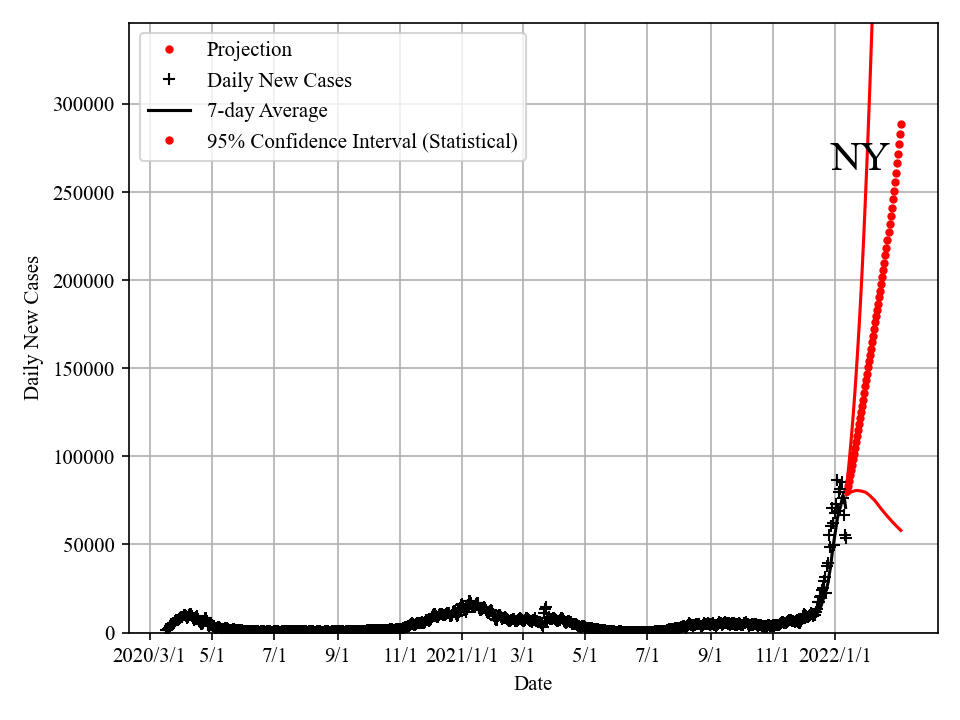 Projection
Daily New Cases
7-day Average
95% Confidence Interval (Statistical)
NY
300000
250000
200000
150000
100000
50000
0
Daily New Cases
2020/3/1 5/1 7/1 9/1 11/1 2021/1/1 3/1 5/1 7/1 9/1 11/1 2022/1/1
Date